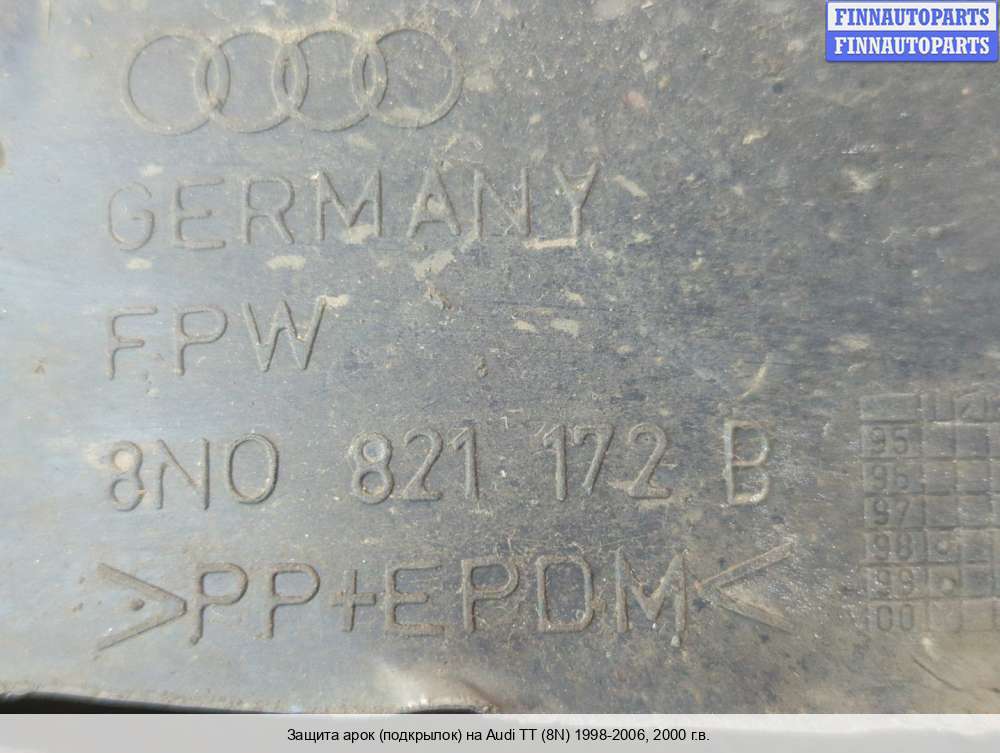 FINNAUTOPARTS
FINNAUTOPARTS
GERMANY
FPW
8N0 821 172 B
>PP+EPDM<
95
96
97
98
99
00
Защита арок (подкрылок) на Audi TT (8N) 1998-2006, 2000 г.в.